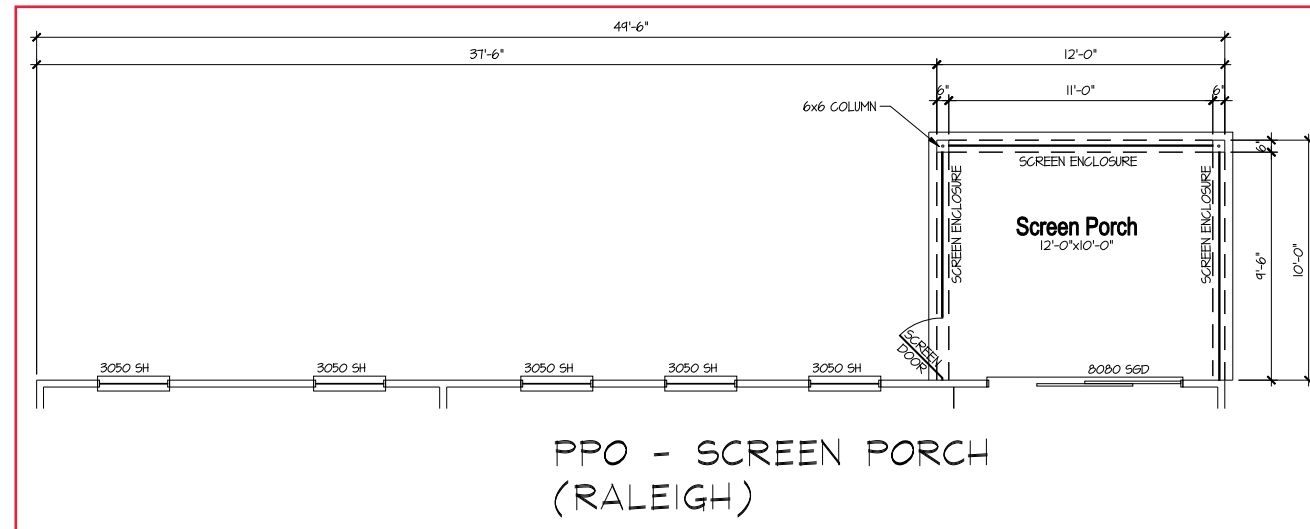 49'-6"
37'-6"
12'-0"
6"
11'-0"
6"
6x6 COLUMN
6"
SCREEN ENCLOSURE
SCREEN ENCLOSURE
SCREEN ENCLOSURE
Screen Porch
12'-0"x10'-0"
9'-6"
10'-0"
SCREEN
DOOR
3050 SH
3050 SH
3050 SH
3050 SH
3050 SH
8080 SGD
PPO - SCREEN PORCH
(RALEIGH)